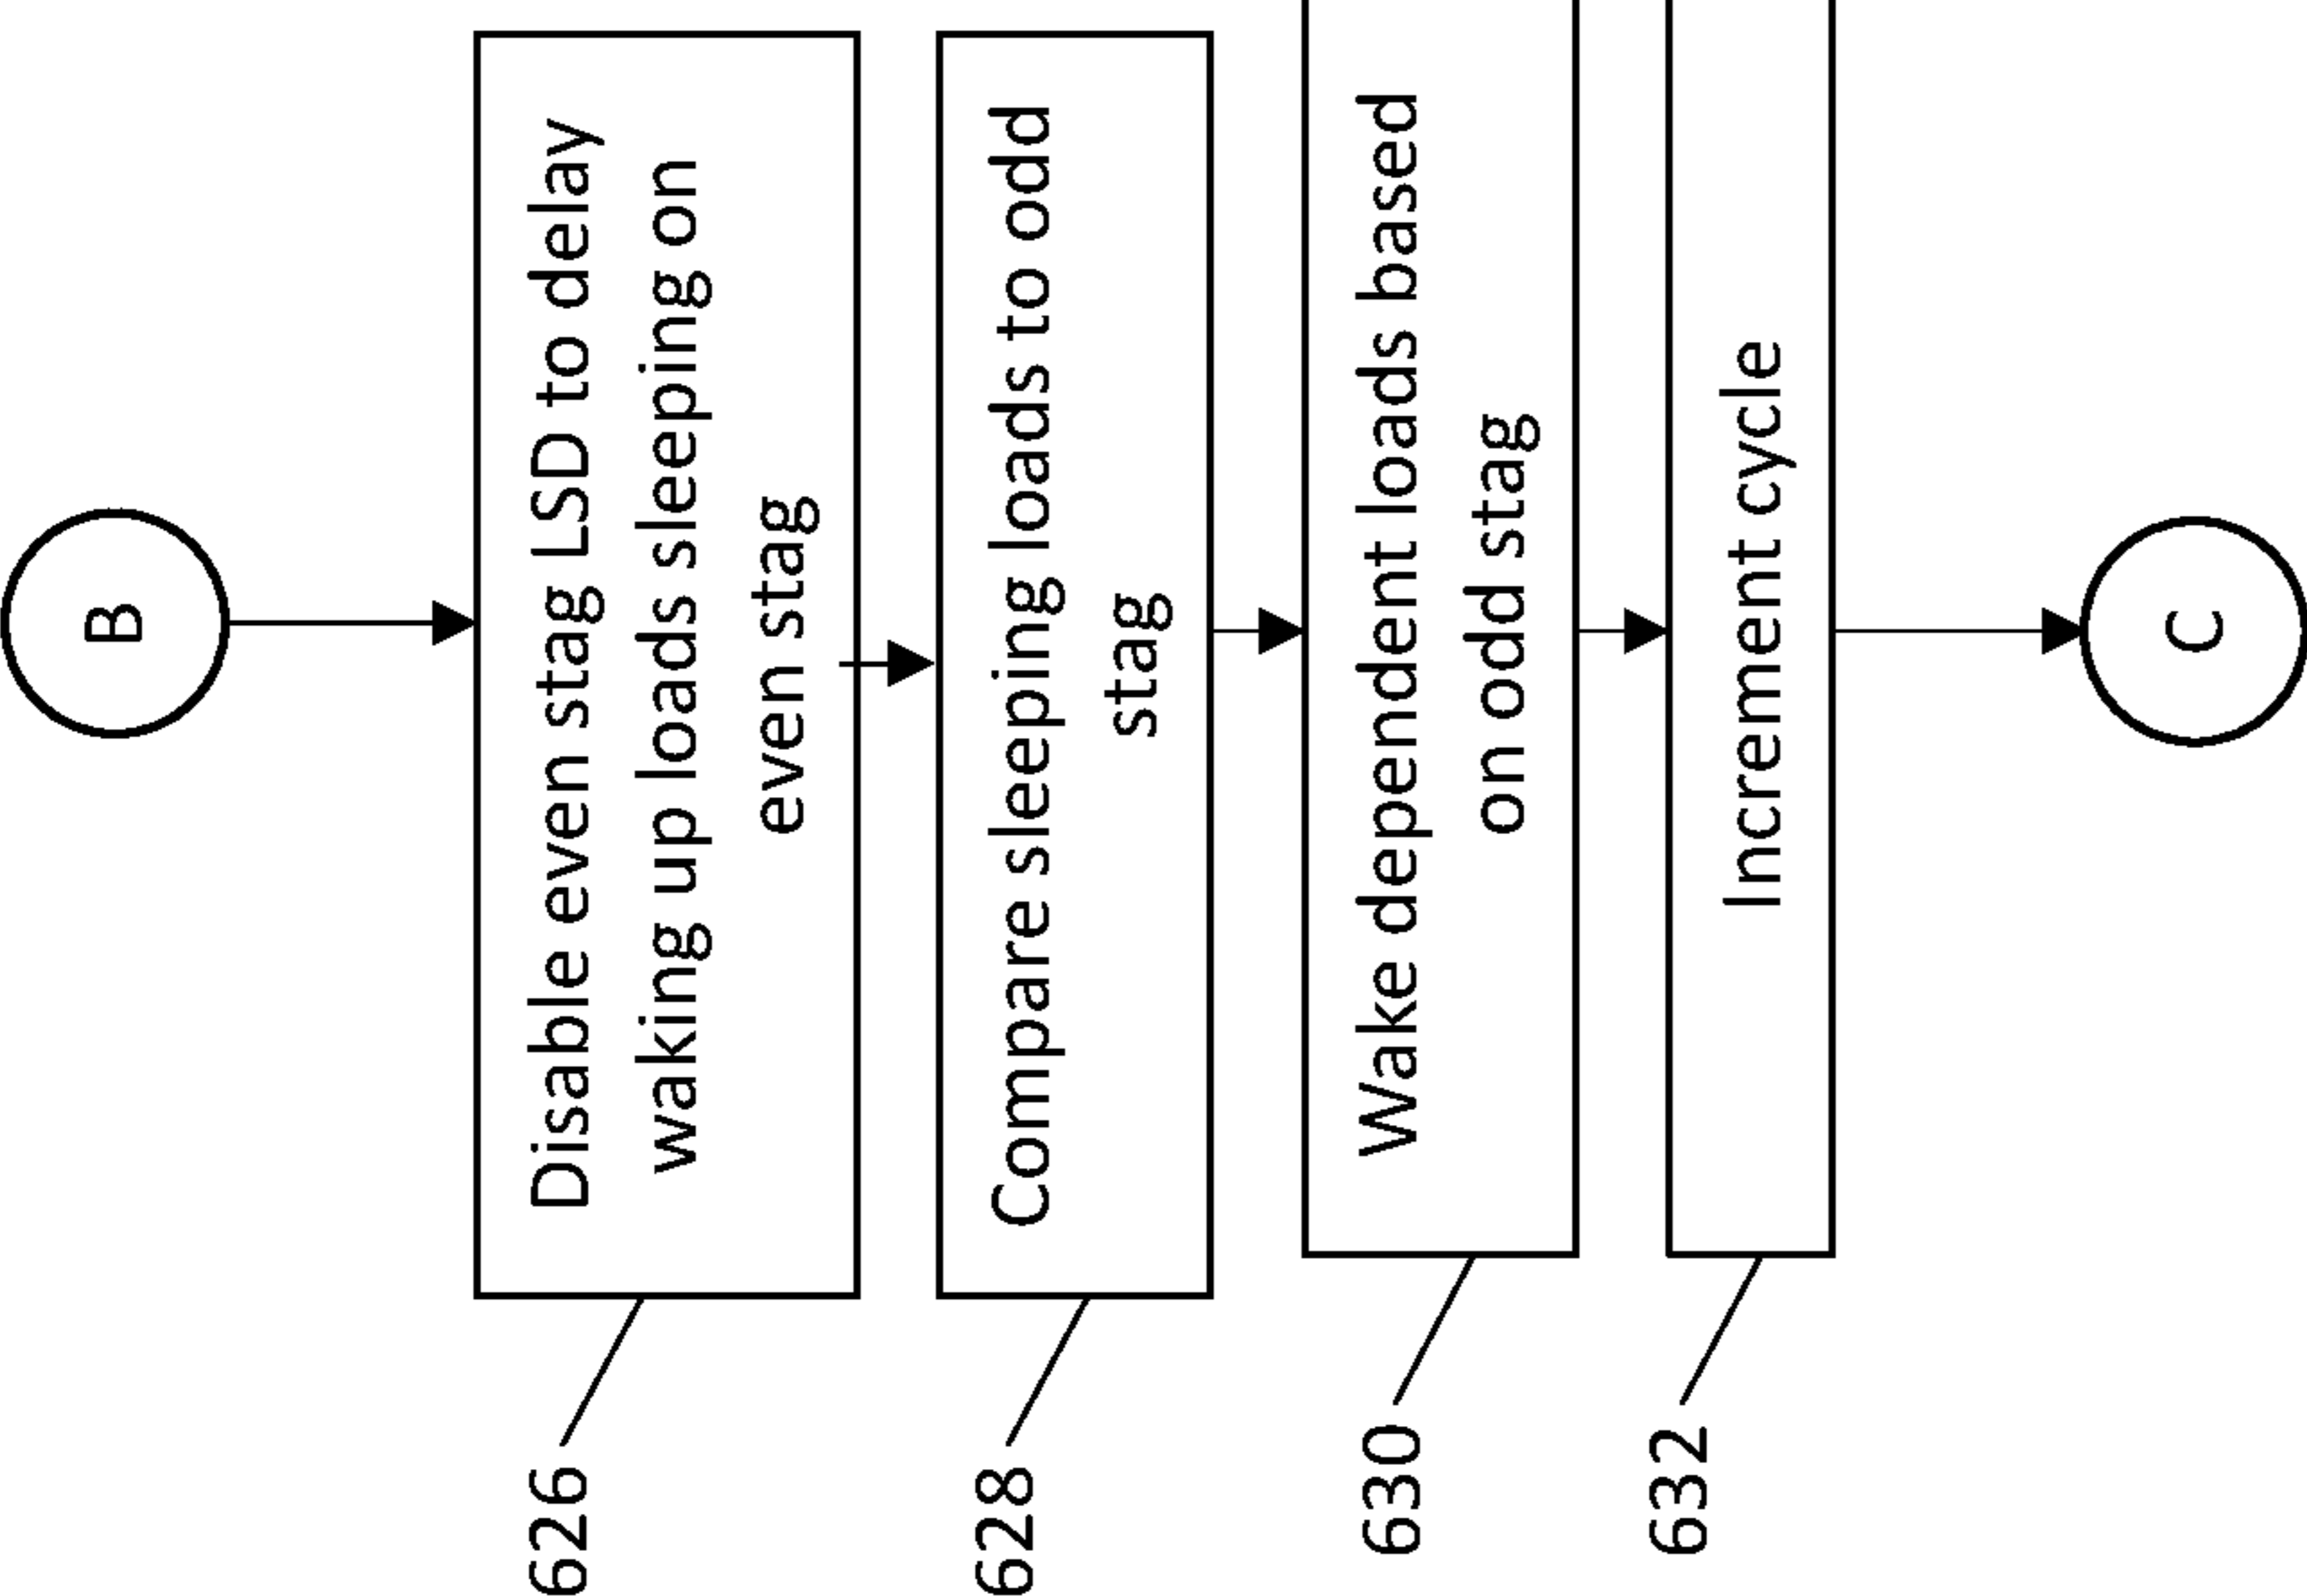 B
626
Disable even stag LSD to delay
waking up loads sleeping on
even stag
628
Compare sleeping loads to odd
stag
630
Wake dependent loads based
on odd stag
632
Increment cycle
C